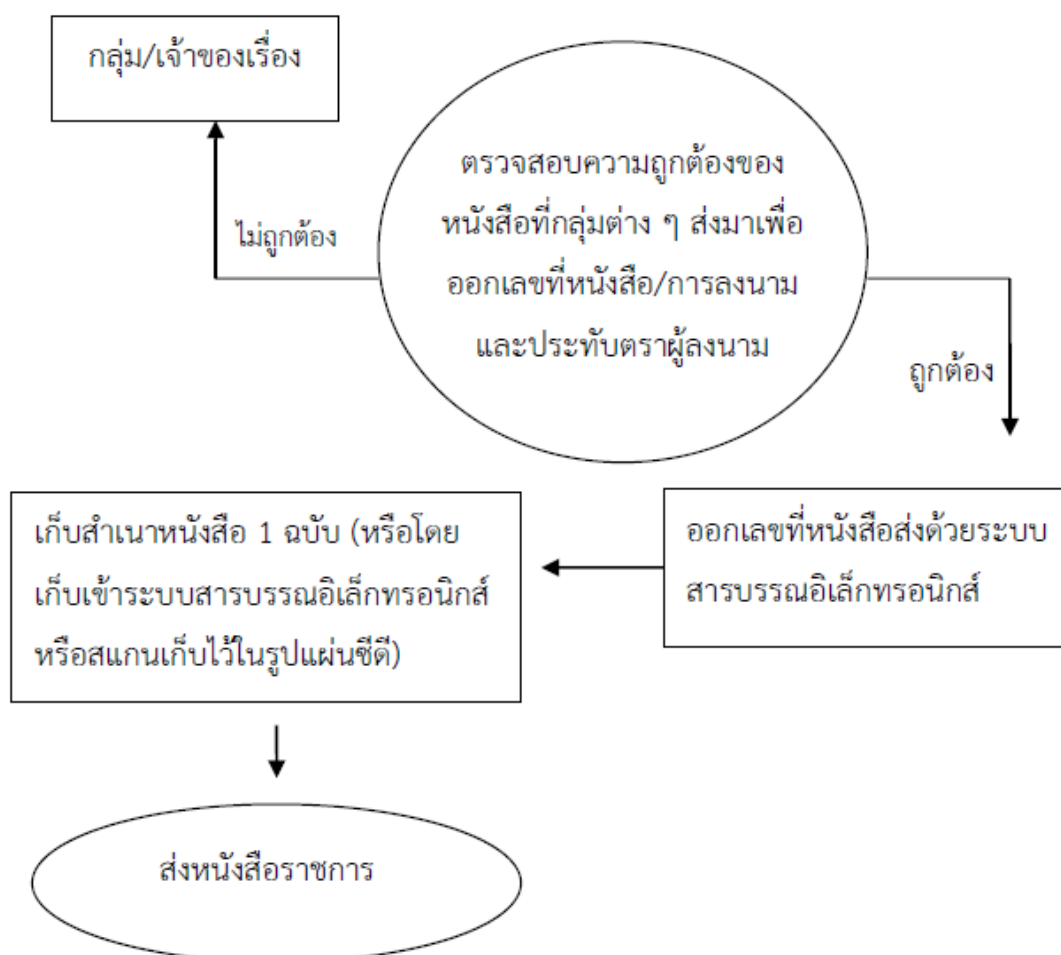 กลุ่ม/เจ้าของเรื่อง
ตรวจสอบความถูกต้องของ
หนังสือที่กลุ่มต่าง ๆ ส่งมาเพื่อ
ออกเลขที่หนังสือ/การลงนาม
และประทับตราผู้ลงนาม
ไม่ถูกต้อง
ถูกต้อง
ออกเลขที่หนังสือส่งด้วยระบบ
สารบรรณอิเล็กทรอนิกส์
เก็บสำเนาหนังสือ 1 ฉบับ (หรือโดย
เก็บเข้าระบบสารบรรณอิเล็กทรอนิกส์
หรือสแกนเก็บไว้ในรูปแผ่นซีดี)
ส่งหนังสือราชการ